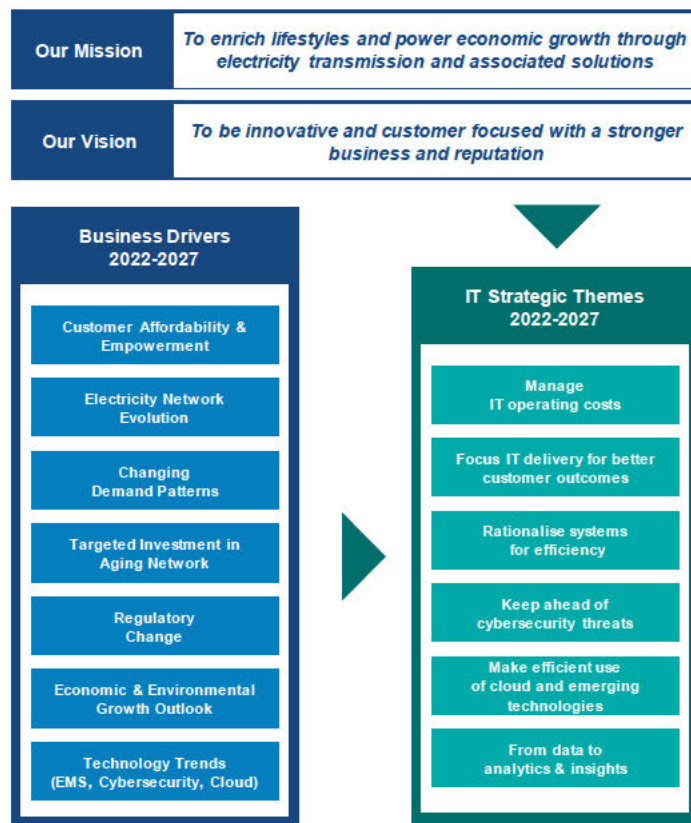 Our Mission
To enrich lifestyles and power economic growth through
electricity transmission and associated solutions
Our Vision
To be innovative and customer focused with a stronger
business and reputation
Business Drivers
2022-2027
Customer Affordability &
Empowerment
Electricity Network
Evolution
Changing
Demand Patterns
Targeted Investment in
Aging Network
Regulatory
Change
Economic & Environmental
Growth Outlook
Technology Trends
(EMS, Cybersecurity, Cloud)
IT Strategic Themes
2022-2027
Manage
IT operating costs
Focus IT delivery for better
customer outcomes
Rationalise systems
for efficiency
Keep ahead of
cybersecurity threats
Make efficient use
of cloud and emerging
technologies
From data to
analytics & insights